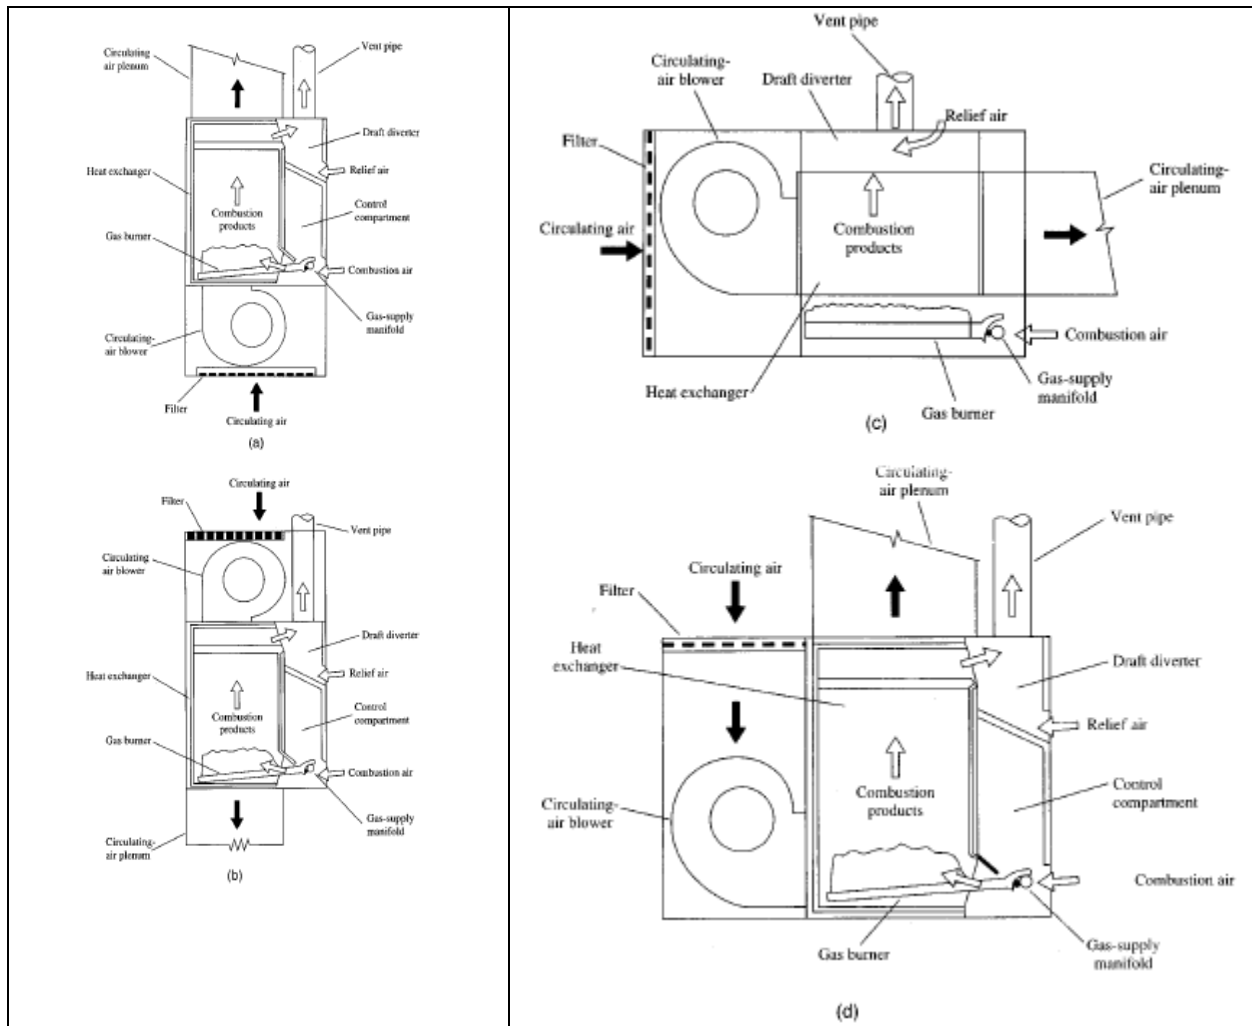 Circulating
air plenum
Vent pipe
Draft diverter
Heat exchanger
Relief air
Combustion
products
Control
compartment
Gas burner
Combustion air
Circulating-
air blower
Gas-supply
manifold
Filter
Circulating air
(a)
Circulating air
Filter
Vent pipe
Circulating
air blower
Draft diverter
Heat exchanger
Relief air
Combustion
products
Control
compartment
Gas burner
Combustion air
Gas-supply
manifold
Circulating-
air plenum
(b)
Vent pipe
Circulating-
air blower
Draft diverter
Relief air
Filter
Circulating-
air plenum
Circulating air
Combustion
products
Combustion air
Heat exchanger
Gas-supply
manifold
Gas burner
(c)
Circulating-
air plenum
Vent pipe
Circulating air
Filter
Heat
exchanger
Draft diverter
Relief air
Combustion
products
Control
compartment
Circulating-
air blower
Combustion air
Gas burner
Gas-supply
manifold
(d)